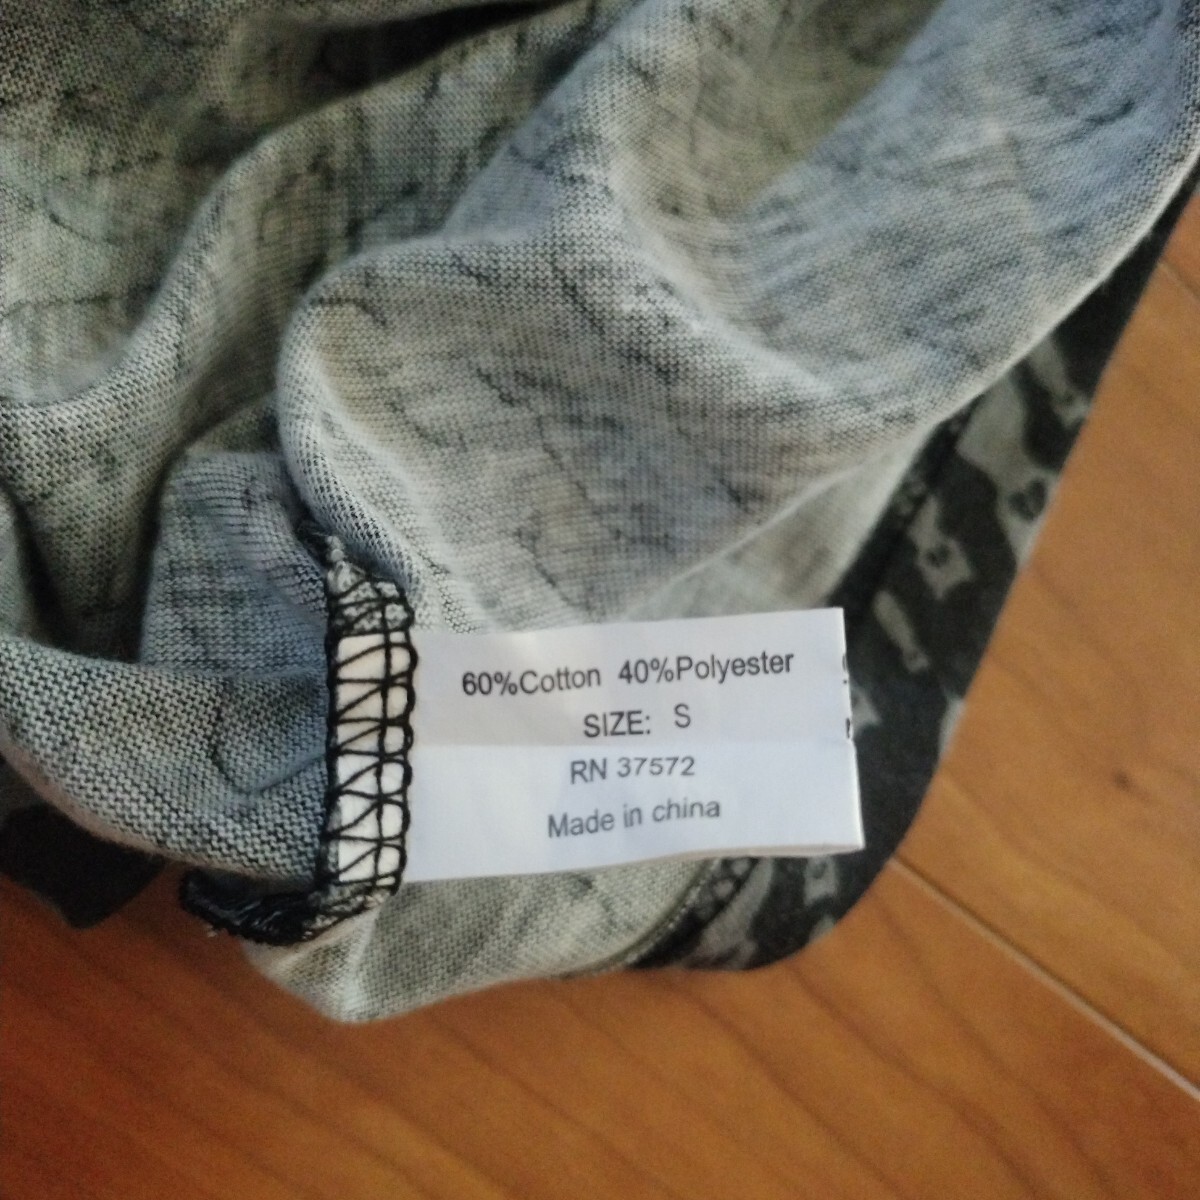 60%Cotton 40%Polyester
SIZE: S
RN 37572
Made in china